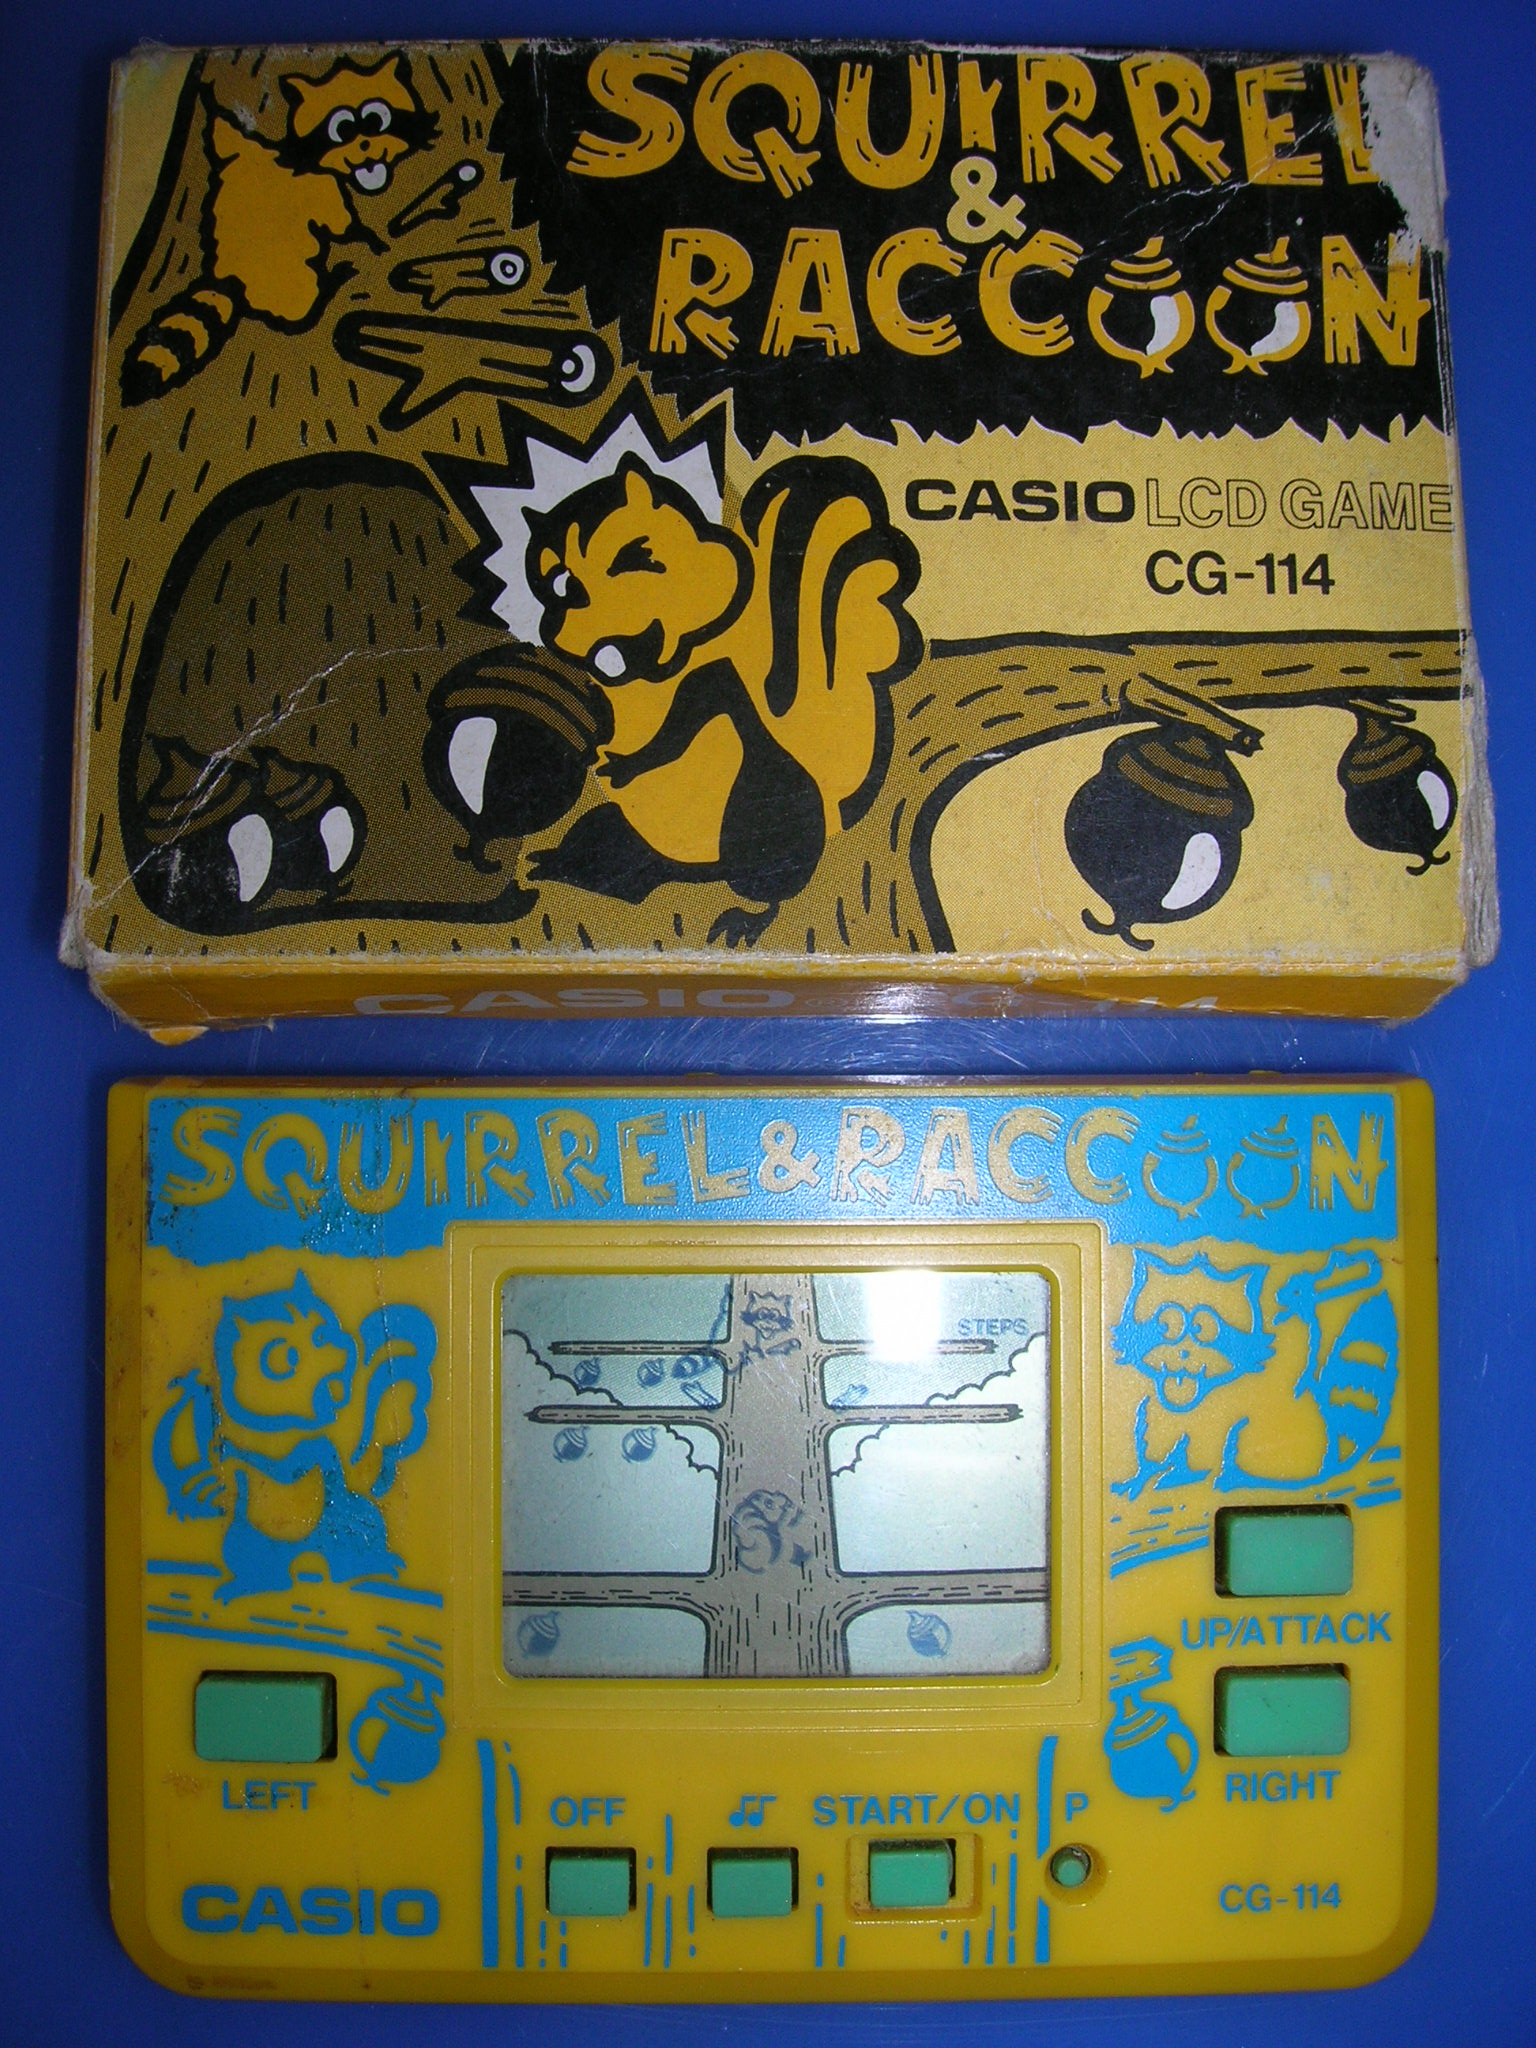 SQUIRREL
&
RACCOON
CASIO LCD GAME
CG-114
CASIO
SQUIRREL & RACCOON
STEPS
UP/ATTACK
LEFT
RIGHT
OFF
START/ON
P
CASIO
CG-114